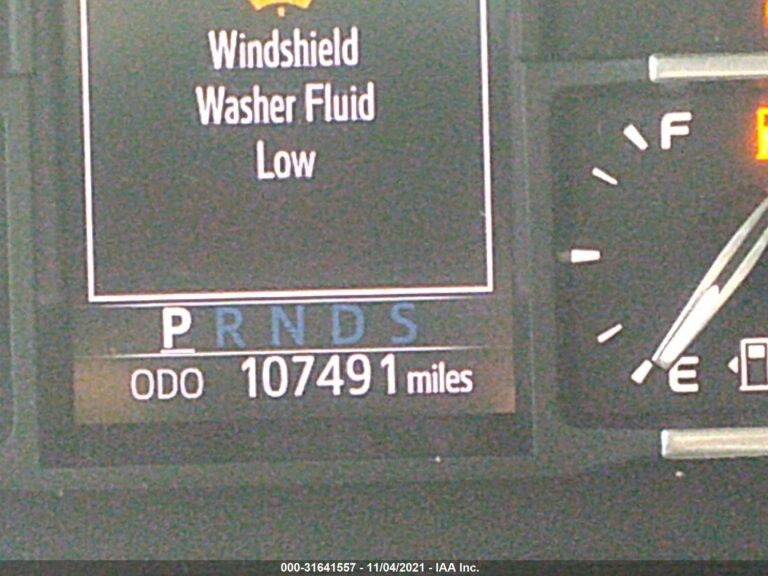 Windshield
Washer Fluid
Low
F
P R N D S
ODO 107491 miles
E
000-31641557 - 11/04/2021 - IAA Inc.